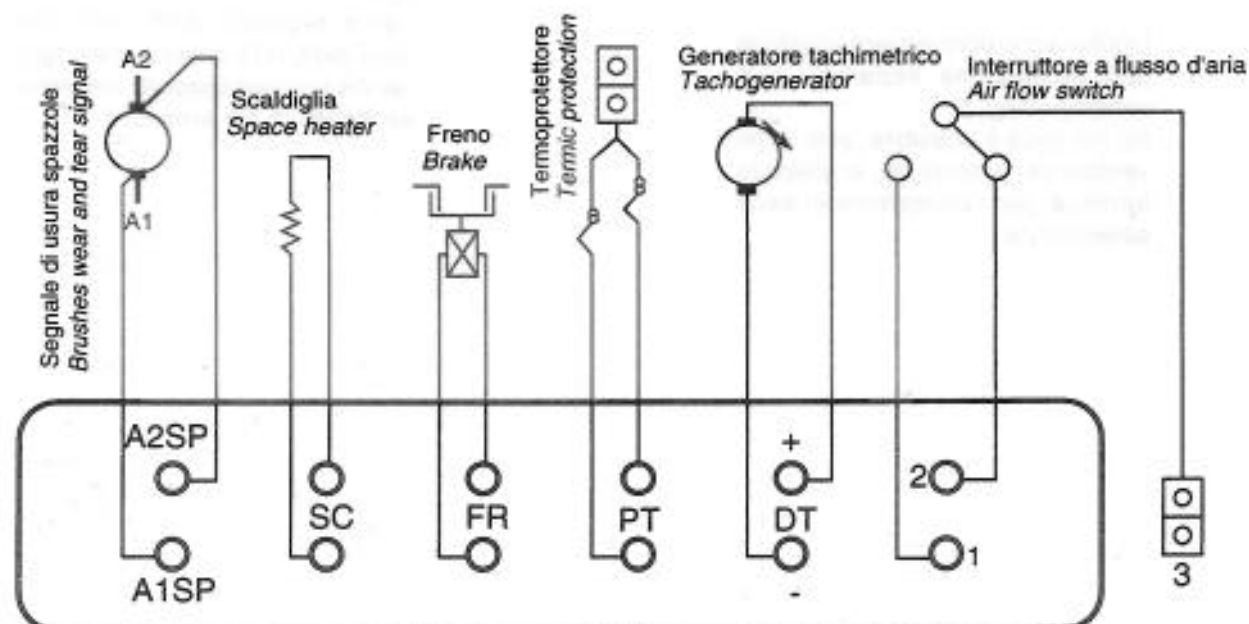 Segnale di usura spazzole
Brushes wear and tear signal
A2
A1
Scaldiglia
Space heater
Freno
Brake
Termoprotettore
Termic protection
B
B
Generatore tachimetrico
Tachogenerator
Interruttore a flusso d'aria
Air flow switch
A2SP
A1SP
SC
FR
PT
+
DT
-
2
1
3